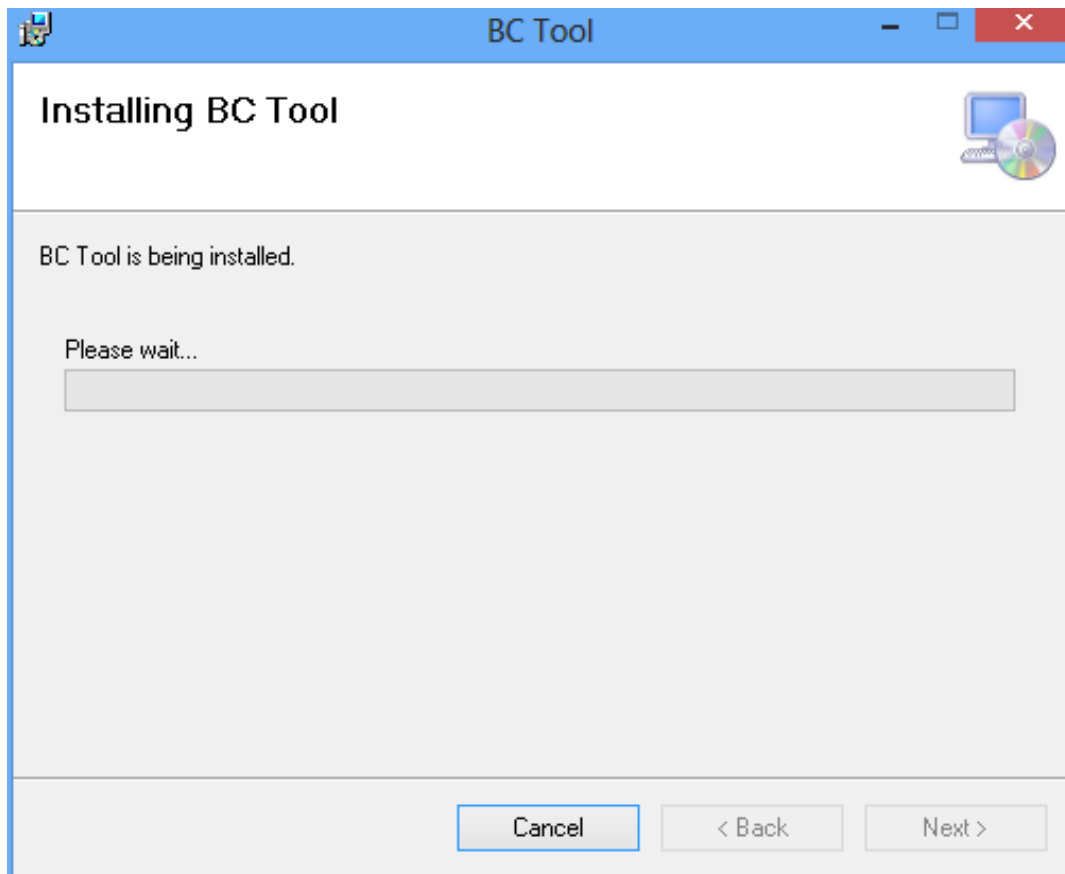 BC Tool
Installing BC Tool
BC Tool is being installed.
Please wait...
Cancel
< Back
Next >